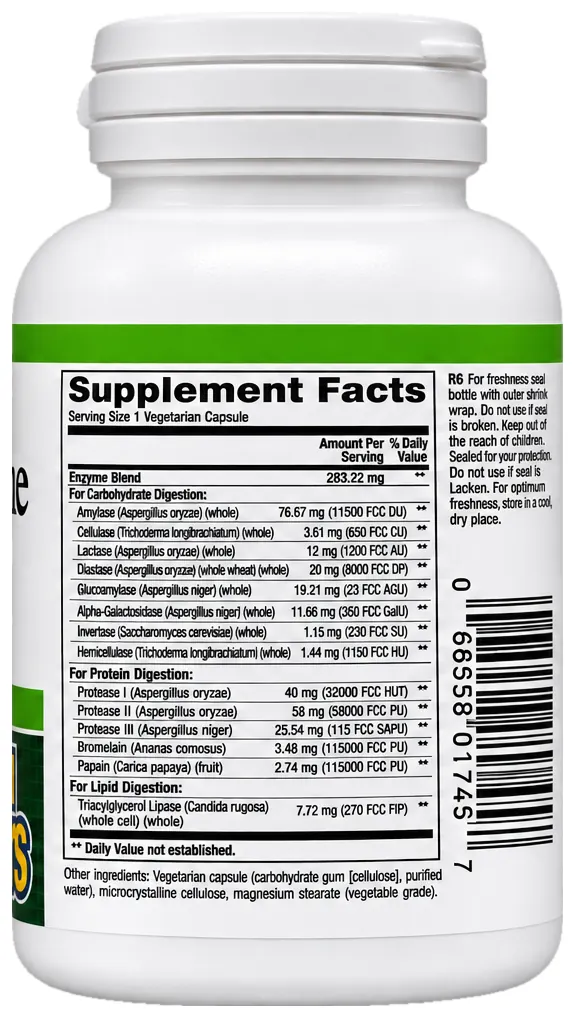 Supplement Facts
Serving Size 1 Vegetarian Capsule
Amount Per % Daily
Serving Value
Enzyme Blend 283.22 mg **
For Carbohydrate Digestion:
Amylase (Aspergillus oryzae) (whole) 76.67 mg (11500 FCC DU) **
Cellulase (Trichoderma longibrachiatum) (whole) 3.61 mg (650 FCC CU) **
Lactase (Aspergillus oryzae) (whole) 12 mg (1200 FCC AU) **
Diastase (Aspergillus oryzae) (whole wheat) (whole) 20 mg (8000 FCC DP) **
Glucoamylase (Aspergillus niger) (whole) 19.21 mg (23 FCC AGU) **
Alpha-Galactosidase (Aspergillus niger) (whole) 11.66 mg (350 FCC GalU) **
Invertase (Saccharomyces cerevisiae) (whole) 1.15 mg (230 FCC SU) **
Hemicellulase (Trichoderma longibrachiatum) (whole) 1.44 mg (1150 FCC HU) **
For Protein Digestion:
Protease I (Aspergillus oryzae) 40 mg (32000 FCC HUT) **
Protease II (Aspergillus oryzae) 58 mg (58000 FCC PU) **
Protease III (Aspergillus niger) 25.54 mg (115 FCC SAPU) **
Bromelain (Ananas comosus) 3.48 mg (115000 FCC PU) **
Papain (Carica papaya) (fruit) 2.74 mg (115000 FCC PU) **
For Lipid Digestion:
Triacylglycerol Lipase (Candida rugosa)
(whole cell) (whole) 7.72 mg (270 FCC FIP) **
** Daily Value not established.
Other ingredients: Vegetarian capsule (carbohydrate gum [cellulose], purified
water), microcrystalline cellulose, magnesium stearate (vegetable grade).
R6 For freshness seal
bottle with outer shrink
wrap. Do not use if seal
is broken. Keep out of
the reach of children.
Sealed for your protection.
Do not use if seal is
Lacken. For optimum
freshness, store in a cool,
dry place.
0 68558 01745 7